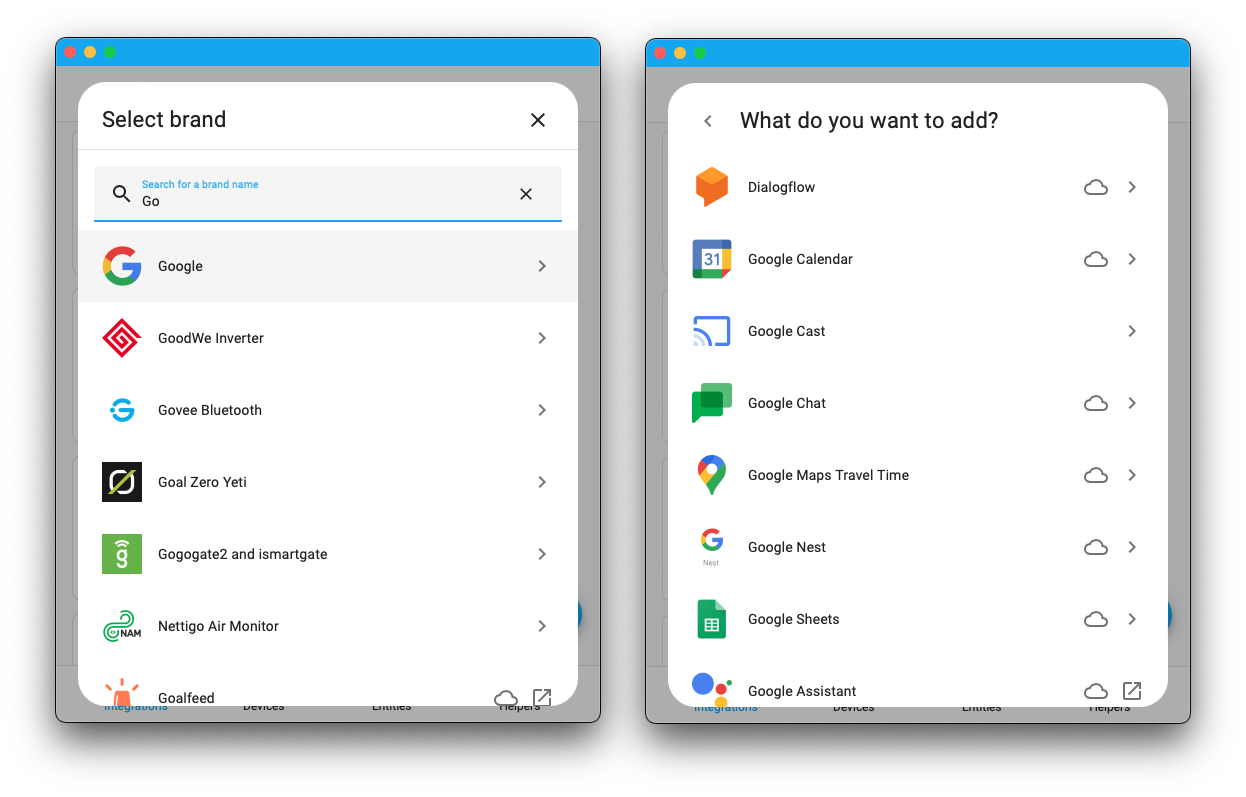 Select brand
Search for a brand name
Go
Google
GoodWe Inverter
Govee Bluetooth
Goal Zero Yeti
g
Gogogate2 and ismartgate
NAM
Nettigo Air Monitor
Goalfeed
Integrations
Devices
Entities
Helpers
What do you want to add?
Dialogflow
31
Google Calendar
Google Cast
Google Chat
Google Maps Travel Time
Nest
Google Nest
Google Sheets
Google Assistant
Integrations
Devices
Entities
Helpers